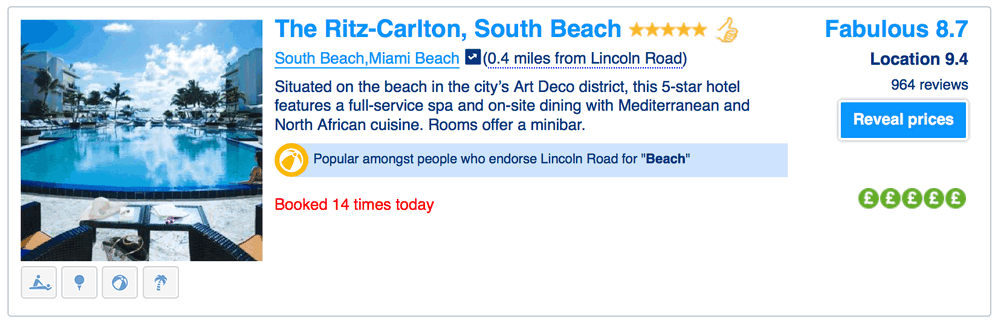 The Ritz-Carlton, South Beach
Fabulous 8.7
South Beach,Miami Beach (0.4 miles from Lincoln Road)
Location 9.4
964 reviews
Situated on the beach in the city's Art Deco district, this 5-star hotel
features a full-service spa and on-site dining with Mediterranean and
North African cuisine. Rooms offer a minibar.
Reveal prices
Popular amongst people who endorse Lincoln Road for "Beach"
Booked 14 times today
£ £ £ £ £